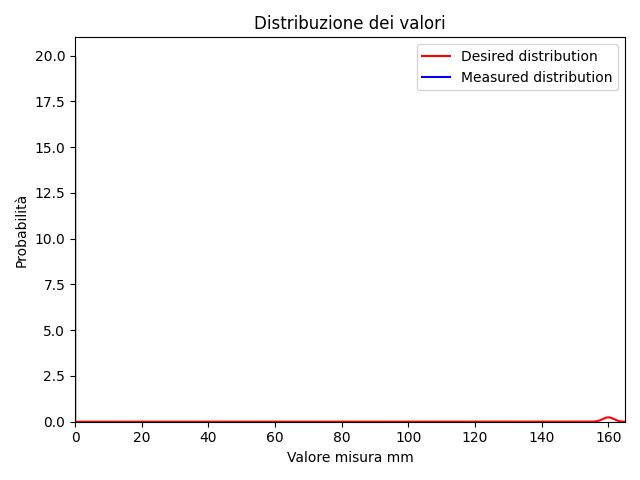 Distribuzione dei valori
Desired distribution
Measured distribution
Probabilità
20.0
17.5
15.0
12.5
10.0
7.5
5.0
2.5
0.0
0 20 40 60 80 100 120 140 160
Valore misura mm